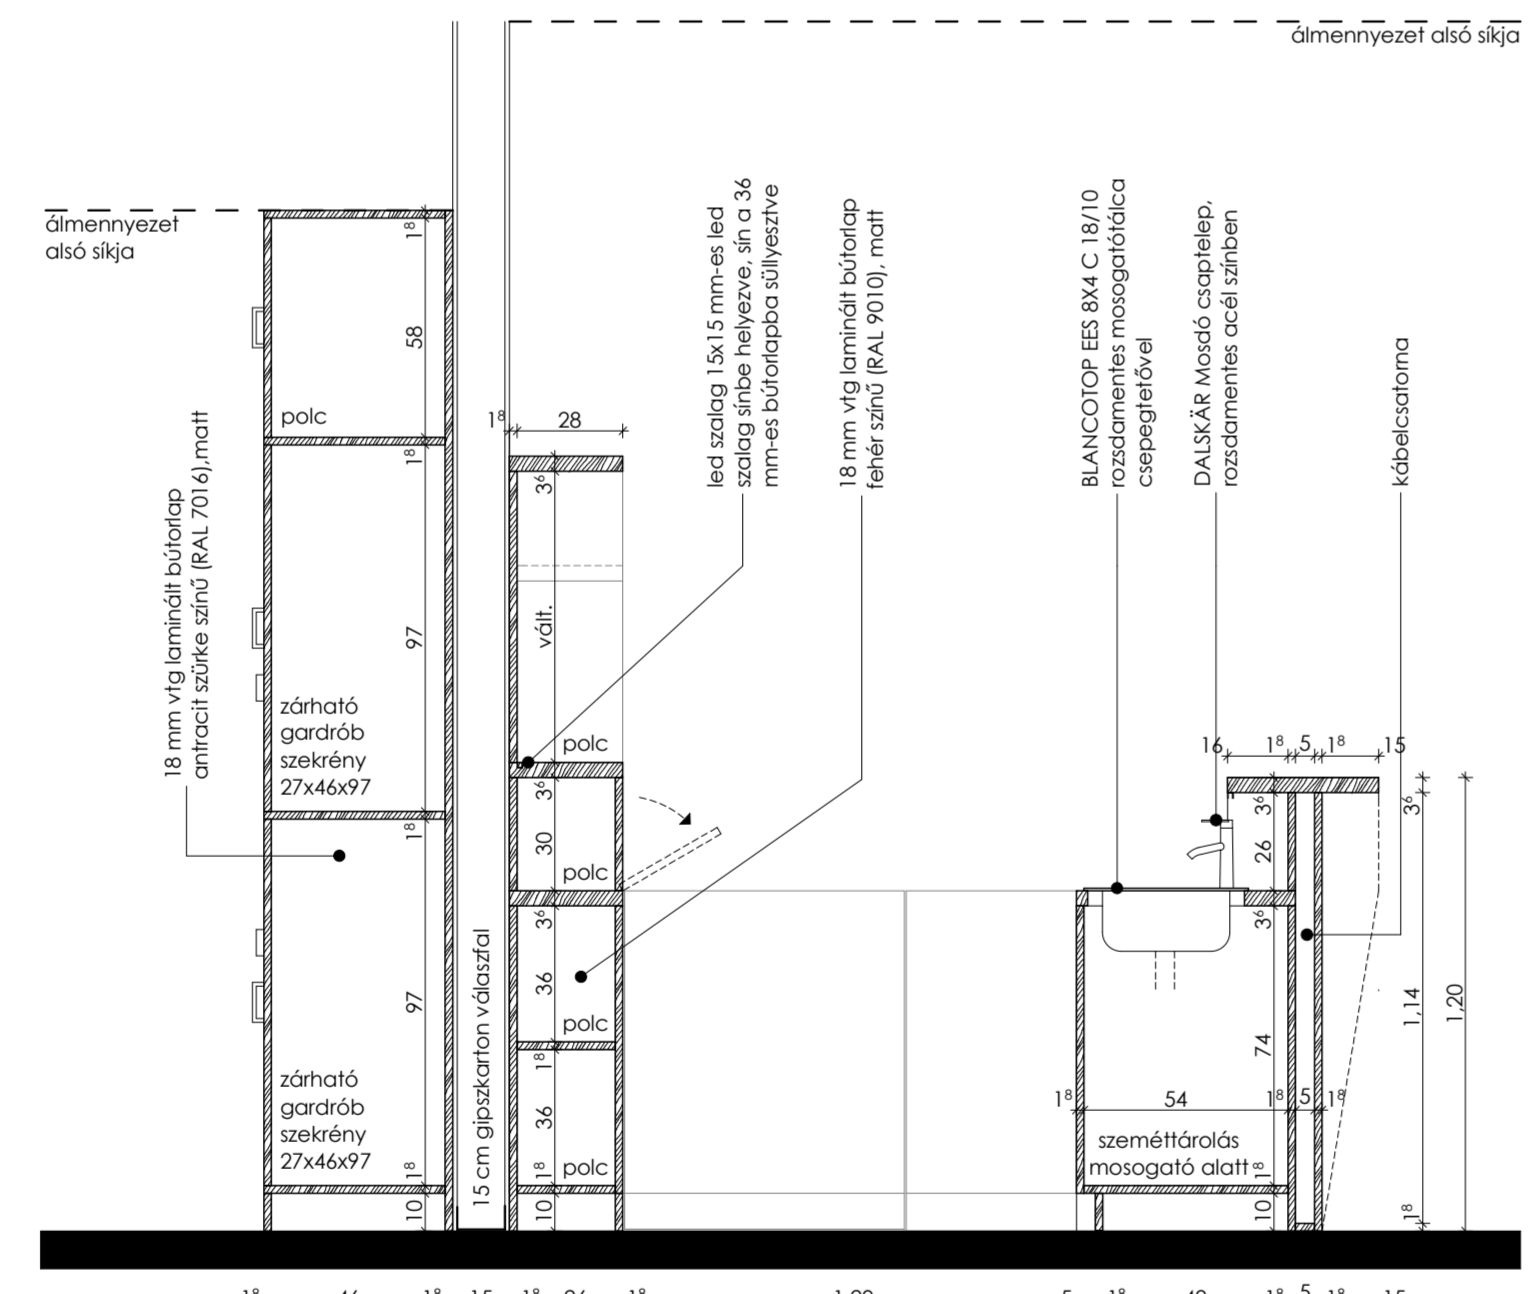 álmennyezet alsó síkja
álmennyezet
alsó síkja
18 mm vtg laminált bútorlap
antracit szürke színű (RAL 7016),matt
1⁸
58
polc
1⁸
97
zárható
gardrób
szekrény
27x46x97
1⁸
97
zárható
gardrób
szekrény
27x46x97
1⁸
10
15 cm gipszkarton válaszfal
1⁸
28
3⁶
vált.
polc
3⁶
30
polc
3⁶
36
polc
1⁸
36
1⁸
polc
10
led szalag 15x15 mm-es led
szalag sínbe helyezve, sín a 36
mm-es bútorlapba süllyesztve
18 mm vtg laminált bútorlap
fehér színű (RAL 9010), matt
BLANCOTOP EES 8X4 C 18/10
rozsdamentes mosogatótálca
csepegtetővel
DALSKÄR Mosdó csaptelep,
rozsdamentes acél színben
kábelcsatorna
16
1⁸
5
1⁸
15
3⁶
26
3⁶
74
1⁸
54
1⁸
5
1⁸
szeméttárolás
mosogató alatt
1⁸
10
3⁶
1,14
1⁸
1,20